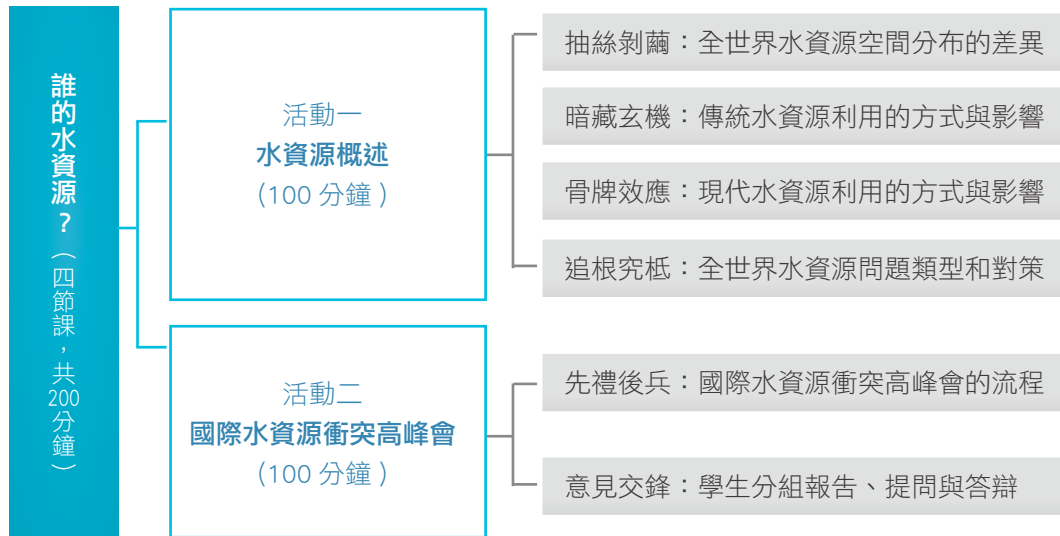 誰的水資源？（四節課，共200分鐘）
活動一
水資源概述
（100 分鐘 ）
抽絲剝繭：全世界水資源空間分布的差異
暗藏玄機：傳統水資源利用的方式與影響
骨牌效應：現代水資源利用的方式與影響
追根究柢：全世界水資源問題類型和對策
活動二
國際水資源衝突高峰會
（100 分鐘 ）
先禮後兵：國際水資源衝突高峰會的流程
意見交鋒：學生分組報告、提問與答辯